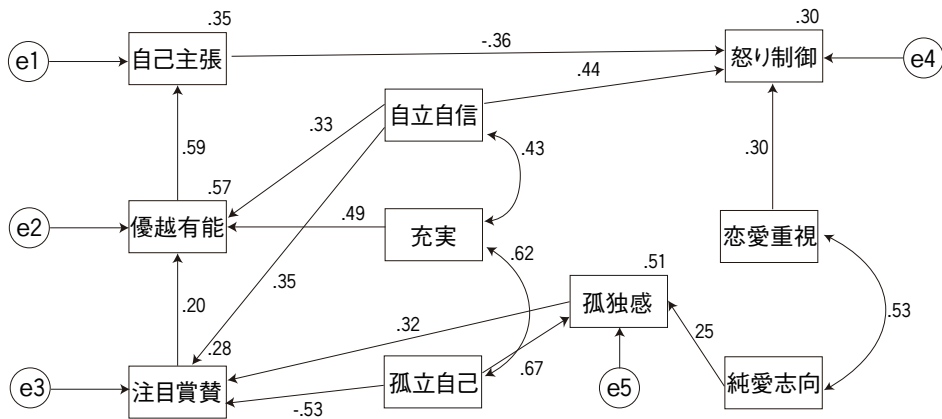 .35
.30
e1
自己主張
-.36
怒り制御
e4
.44
自立自信
.33
.43
.59
.30
.57
e2
優越有能
.49
充実
恋愛重視
.62
.51
.20
.35
孤独感
.53
.32
.28
25
e3
注目賞賛
孤立自己
.67
e5
純愛志向
-.53